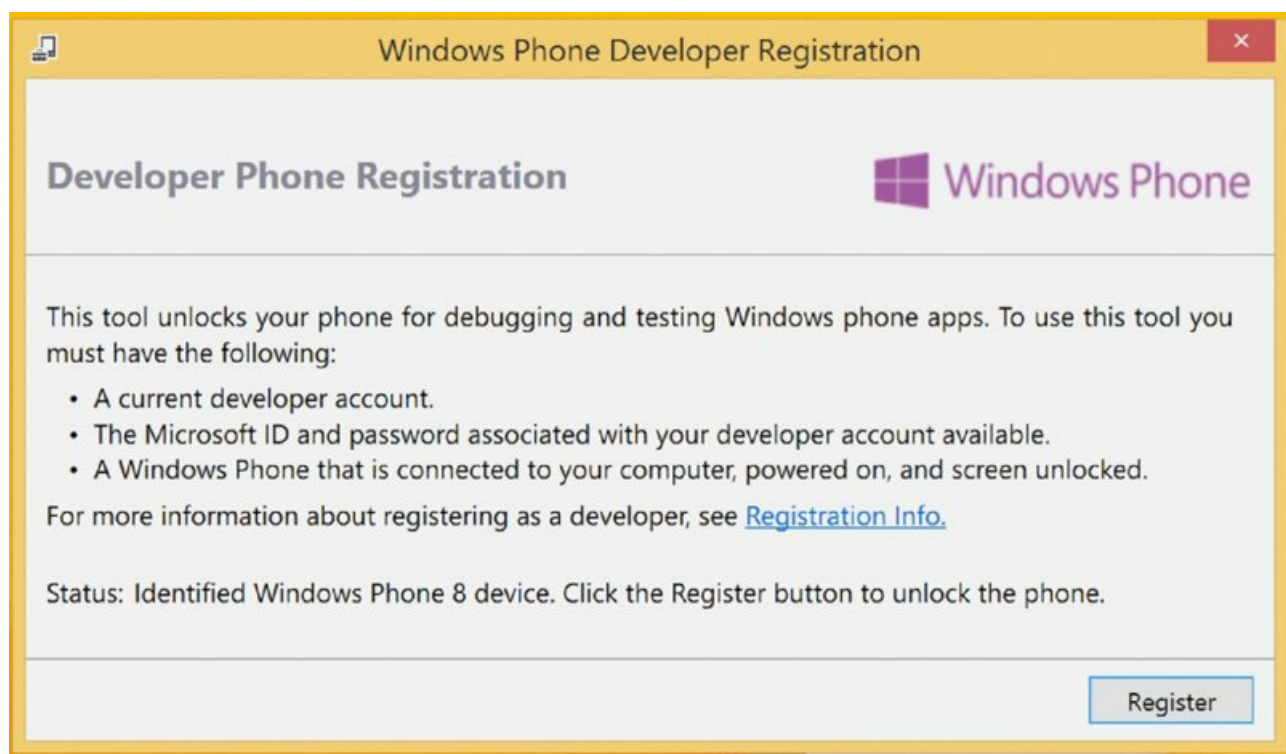 Windows Phone Developer Registration
Developer Phone Registration
Windows Phone
This tool unlocks your phone for debugging and testing Windows phone apps. To use this tool you
must have the following:
• A current developer account.
• The Microsoft ID and password associated with your developer account available.
• A Windows Phone that is connected to your computer, powered on, and screen unlocked.
For more information about registering as a developer, see Registration Info.
Status: Identified Windows Phone 8 device. Click the Register button to unlock the phone.
Register